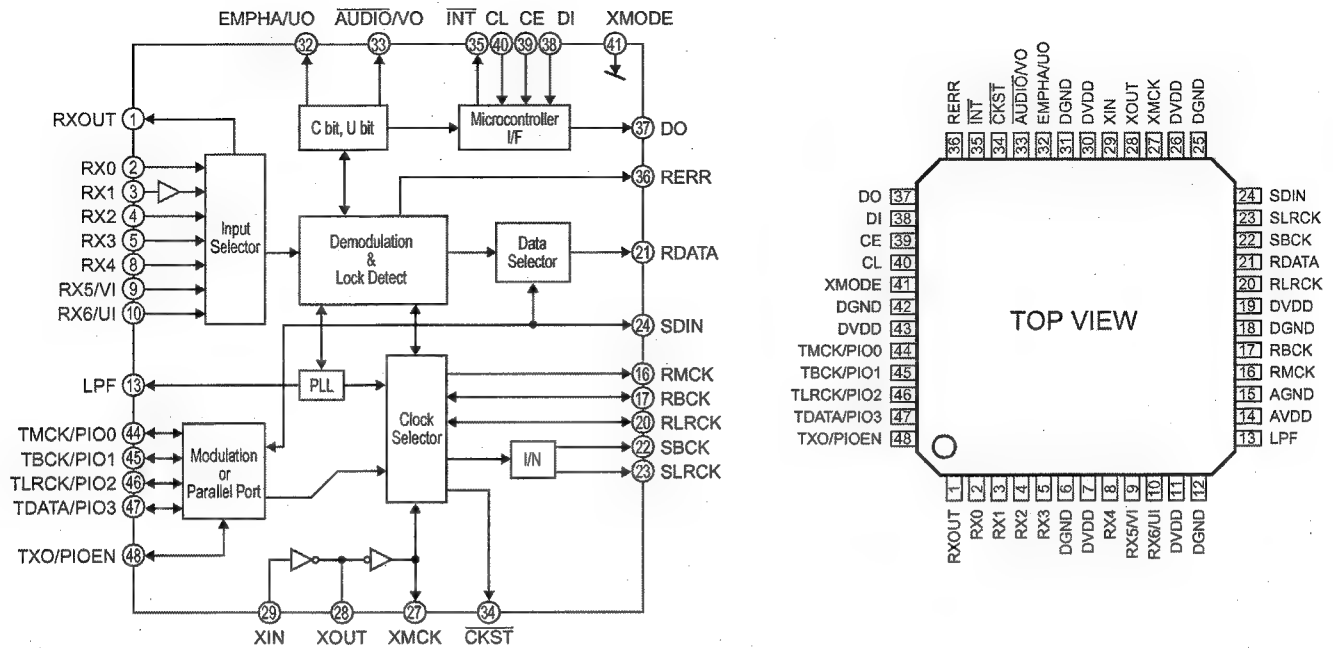 EMPHA/UO AUDIO/VO INT CL CE DI XMODE
32 33 35 40 39 38 41
RXOUT 1
C bit, U bit
Microcontroller
I/F
37 DO
RX0 2
RX1 3
RX2 4
RX3 5
RX4 8
RX5/VI 9
RX6/UI 10
Input
Selector
36 RERR
Demodulation
&
Lock Detect
Data
Selector
21 RDATA
24 SDIN
LPF 13
PLL
Clock
Selector
16 RMCK
17 RBCK
20 RLRCK
22 SBCK
23 SLRCK
I/N
TMCK/PIO0 44
TBCK/PIO1 45
TLRCK/PIO2 46
TDATA/PIO3 47
TXO/PIOEN 48
Modulation
or
Parallel Port
29 28 27 34
XIN XOUT XMCK CKST
RERR INT CKST AUDIO/VO EMPHA/UO DGND DVDD XIN XOUT XMCK DVDD DGND
36 35 34 33 32 31 30 29 28 27 26 25
DO 37
DI 38
CE 39
CL 40
XMODE 41
DGND 42
DVDD 43
TMCK/PIO0 44
TBCK/PIO1 45
TLRCK/PIO2 46
TDATA/PIO3 47
TXO/PIOEN 48
TOP VIEW
24 SDIN
23 SLRCK
22 SBCK
21 RDATA
20 RLRCK
19 DVDD
18 DGND
17 RBCK
16 RMCK
15 AGND
14 AVDD
13 LPF
1 2 3 4 5 6 7 8 9 10 11 12
RXOUT RX0 RX1 RX2 RX3 DGND DVDD RX4 RX5/VI RX6/UI DVDD DGND